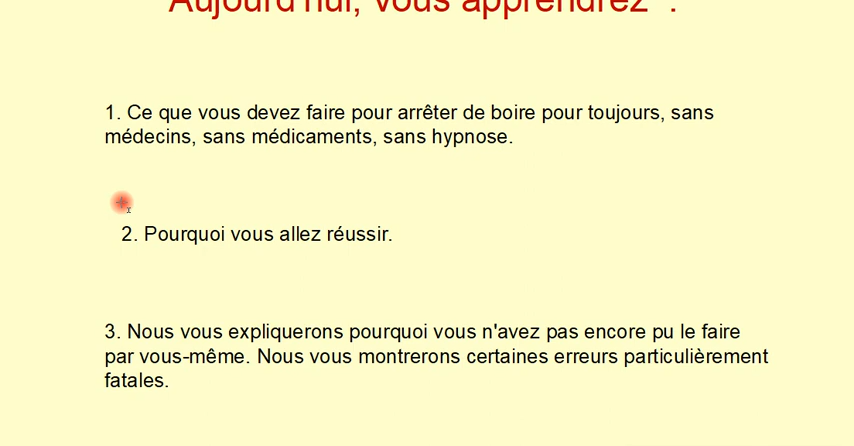 Aujourd'hui, vous apprendrez :
1. Ce que vous devez faire pour arrêter de boire pour toujours, sans
médecins, sans médicaments, sans hypnose.
2. Pourquoi vous allez réussir.
3. Nous vous expliquerons pourquoi vous n'avez pas encore pu le faire
par vous-même. Nous vous montrerons certaines erreurs particulièrement
fatales.